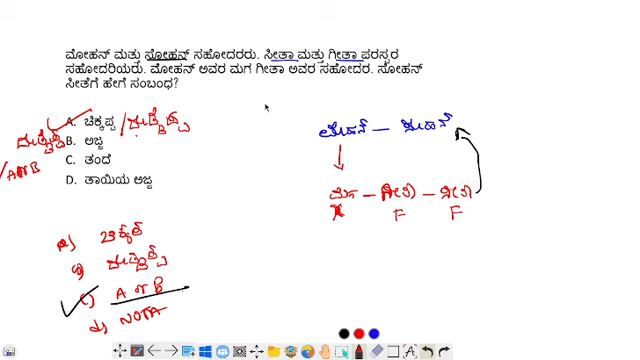 ಮೋಹನ್ ಮತ್ತು ಸೋಹನ್ ಸಹೋದರರು. ಸೀತಾ ಮತ್ತು ಗೀತಾ ಪರಸ್ಪರ
ಸಹೋದರಿಯರು. ಮೋಹನ್ ಅವರ ಮಗ ಗೀತಾ ಅವರ ಸಹೋದರ. ಸೋಹನ್
ಸೀತೆಗೆ ಹೇಗೆ ಸಂಬಂಧ?
A. ಚಿಕ್ಕಪ್ಪ / ದೊಡ್ಡಪ್ಪ
B. ಅಜ್ಜ
C. ತಂದೆ
D. ತಾಯಿಯ ಅಜ್ಜ
ದೊಡ್ಡಪ್ಪ
/ A or B
ಮೋಹನ್ — ಸೋಹನ್
ಮಗ — ಗೀತಾ — ಸೀತಾ
F F
a) ಚಿಕ್ಕಪ್ಪ
b) ದೊಡ್ಡಪ್ಪ
c) A or B
d) NOTA